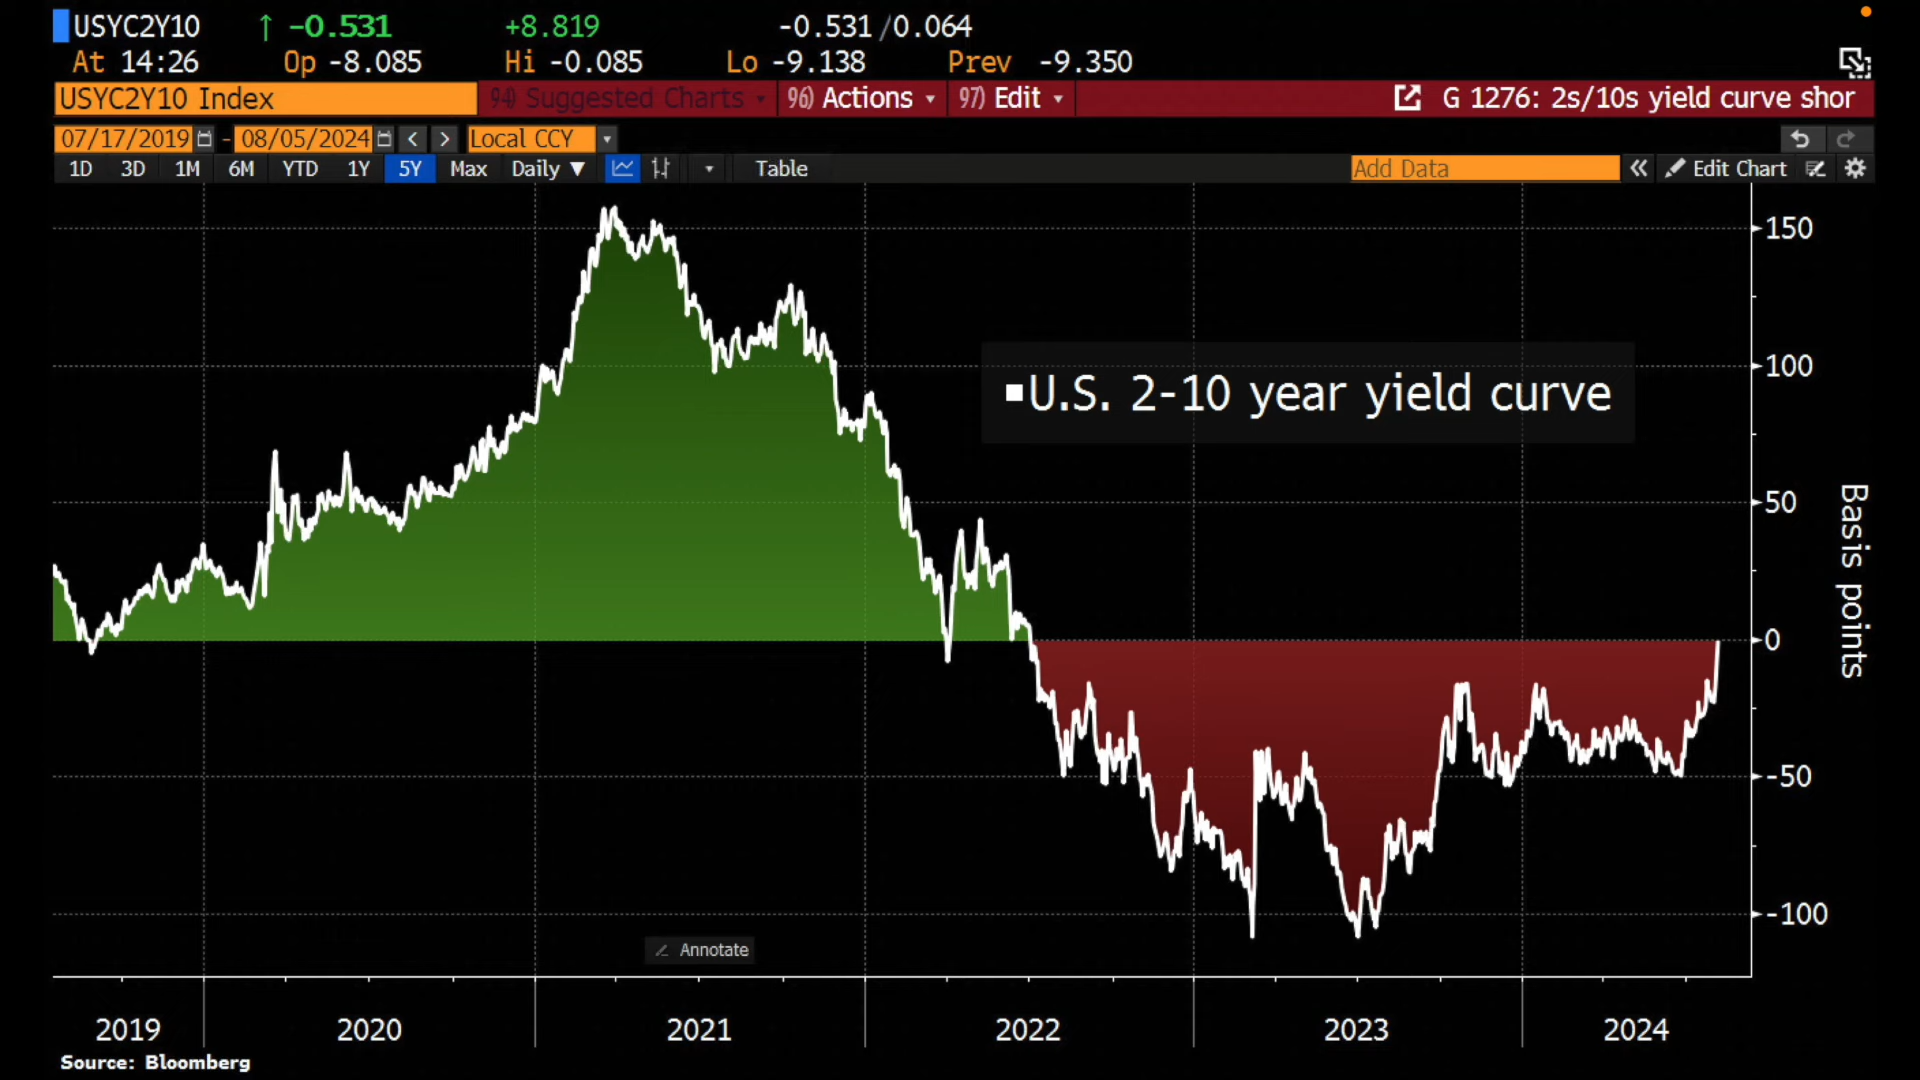 USYC2Y10 ↑ -0.531 +8.819 -0.531 /0.064
At 14:26 Op -8.085 Hi -0.085 Lo -9.138 Prev -9.350
USYC2Y10 Index 94) Suggested Charts 96) Actions 97) Edit G 1276: 2s/10s yield curve shor
07/17/2019 - 08/05/2024 < > Local CCY
1D 3D 1M 6M YTD 1Y 5Y Max Daily ▼ Table Add Data « Edit Chart
150
100
U.S. 2-10 year yield curve
50
0
-50
-100
Basis points
Annotate
2019 2020 2021 2022 2023 2024
Source: Bloomberg